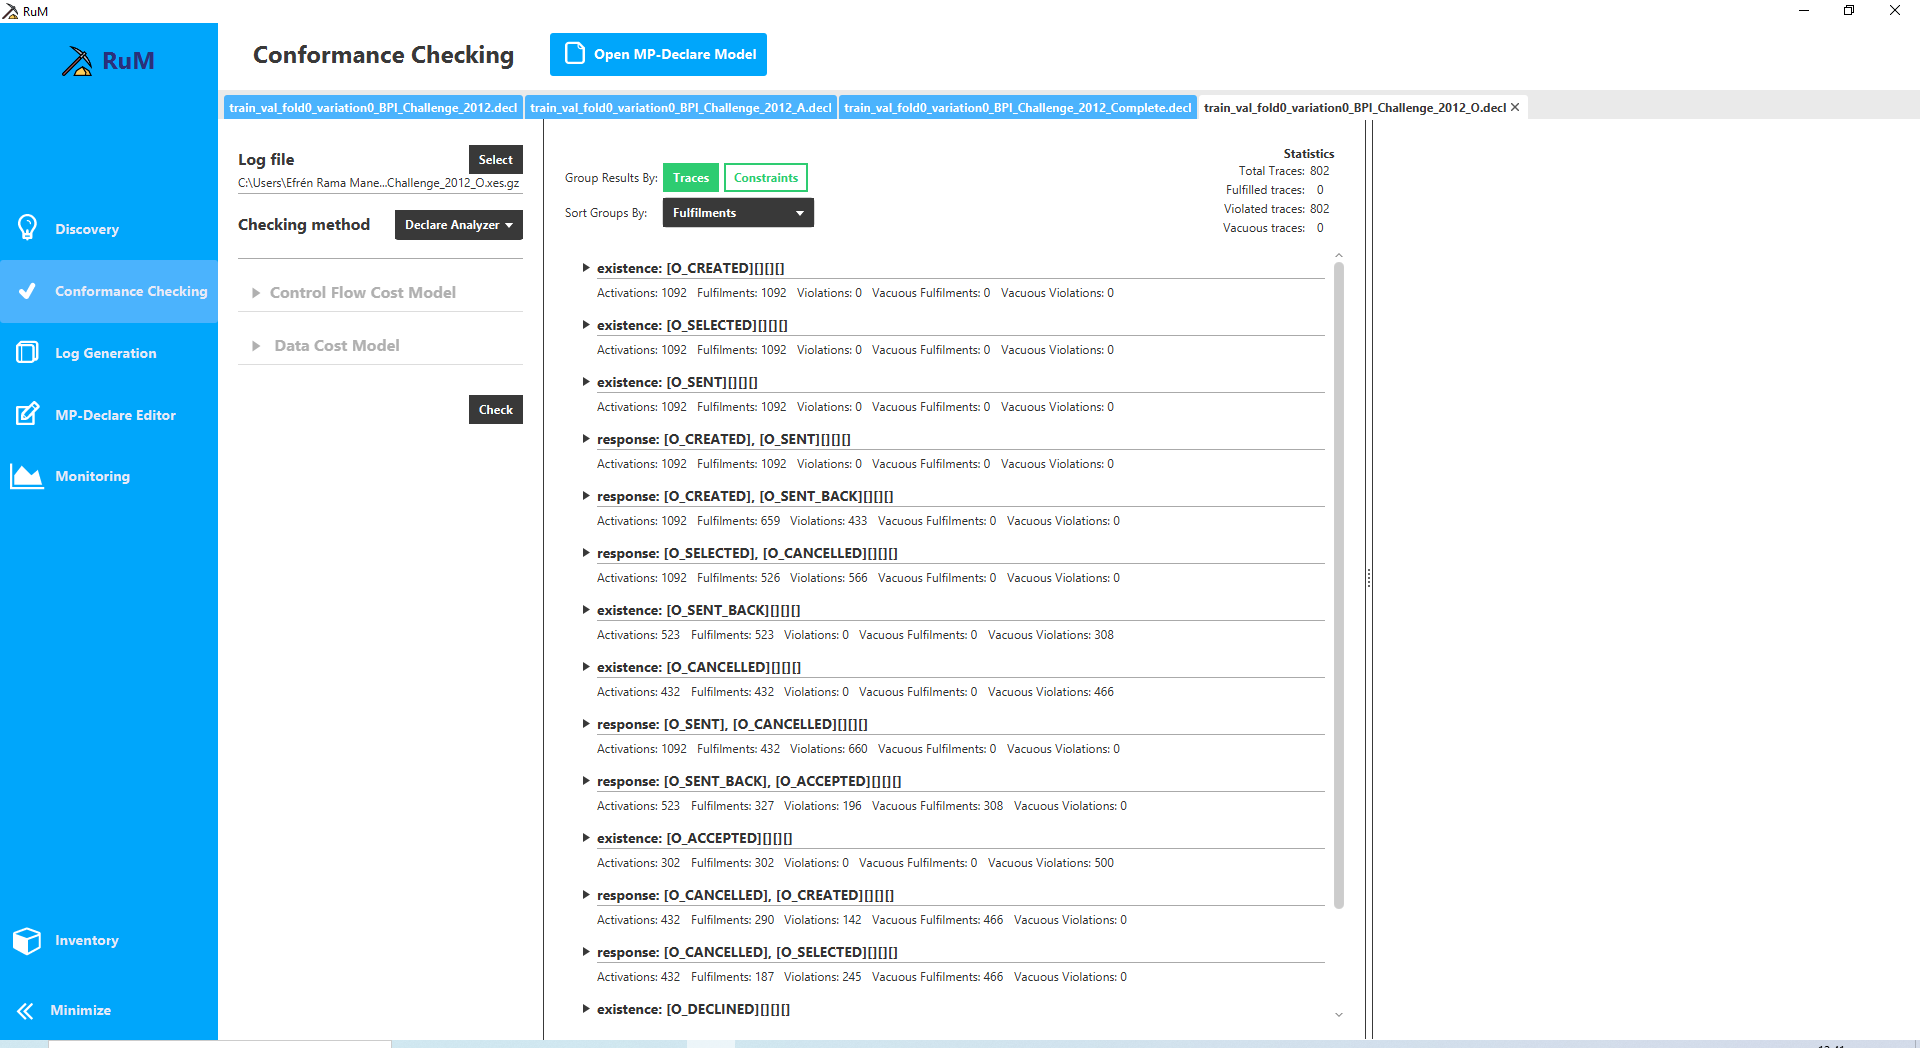 RuM
RuM
Conformance Checking
Open MP-Declare Model
train_val_fold0_variation0_BPI_Challenge_2012.decl
train_val_fold0_variation0_BPI_Challenge_2012_A.decl
train_val_fold0_variation0_BPI_Challenge_2012_Complete.decl
train_val_fold0_variation0_BPI_Challenge_2012_O.decl
Discovery
Conformance Checking
Log Generation
MP-Declare Editor
Monitoring
Inventory
Minimize
Log file
Select
C:\Users\Efrén Rama Mane...Challenge_2012_O.xes.gz
Checking method
Declare Analyzer
Control Flow Cost Model
Data Cost Model
Check
Group Results By: Traces Constraints
Sort Groups By: Fulfilments
Statistics
Total Traces: 802
Fulfilled traces: 0
Violated traces: 802
Vacuous traces: 0
existence: [O_CREATED][][][]
Activations: 1092 Fulfilments: 1092 Violations: 0 Vacuous Fulfilments: 0 Vacuous Violations: 0
existence: [O_SELECTED][][][]
Activations: 1092 Fulfilments: 1092 Violations: 0 Vacuous Fulfilments: 0 Vacuous Violations: 0
existence: [O_SENT][][][]
Activations: 1092 Fulfilments: 1092 Violations: 0 Vacuous Fulfilments: 0 Vacuous Violations: 0
response: [O_CREATED], [O_SENT][][][]
Activations: 1092 Fulfilments: 1092 Violations: 0 Vacuous Fulfilments: 0 Vacuous Violations: 0
response: [O_CREATED], [O_SENT_BACK][][][]
Activations: 1092 Fulfilments: 659 Violations: 433 Vacuous Fulfilments: 0 Vacuous Violations: 0
response: [O_SELECTED], [O_CANCELLED][][][]
Activations: 1092 Fulfilments: 526 Violations: 566 Vacuous Fulfilments: 0 Vacuous Violations: 0
existence: [O_SENT_BACK][][][]
Activations: 523 Fulfilments: 523 Violations: 0 Vacuous Fulfilments: 0 Vacuous Violations: 308
existence: [O_CANCELLED][][][]
Activations: 432 Fulfilments: 432 Violations: 0 Vacuous Fulfilments: 0 Vacuous Violations: 466
response: [O_SENT], [O_CANCELLED][][][]
Activations: 1092 Fulfilments: 432 Violations: 660 Vacuous Fulfilments: 0 Vacuous Violations: 0
response: [O_SENT_BACK], [O_ACCEPTED][][][]
Activations: 523 Fulfilments: 327 Violations: 196 Vacuous Fulfilments: 308 Vacuous Violations: 0
existence: [O_ACCEPTED][][][]
Activations: 302 Fulfilments: 302 Violations: 0 Vacuous Fulfilments: 0 Vacuous Violations: 500
response: [O_CANCELLED], [O_CREATED][][][]
Activations: 432 Fulfilments: 290 Violations: 142 Vacuous Fulfilments: 466 Vacuous Violations: 0
response: [O_CANCELLED], [O_SELECTED][][][]
Activations: 432 Fulfilments: 187 Violations: 245 Vacuous Fulfilments: 466 Vacuous Violations: 0
existence: [O_DECLINED][][][]